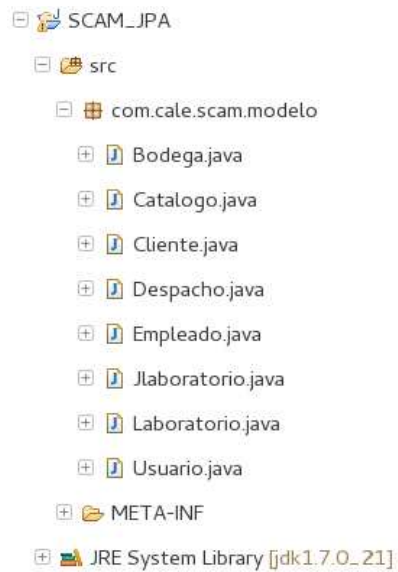 SCAM_JPA
src
com.cale.scam.modelo
Bodega.java
Catalogo.java
Cliente.java
Despacho.java
Empleado.java
Jlaboratorio.java
Laboratorio.java
Usuario.java
META-INF
JRE System Library [jdk1.7.0_21]